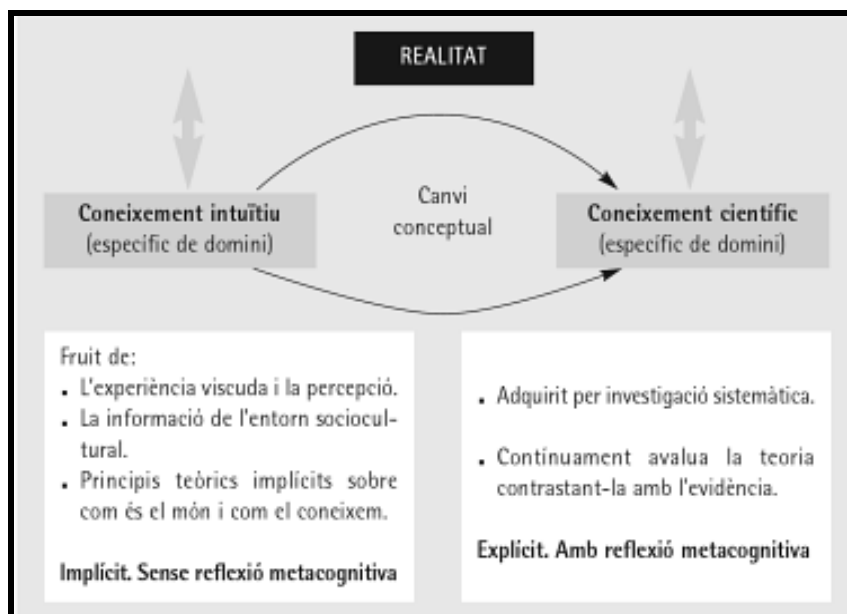 REALITAT
Coneixement intuïtiu
(específic de domini)
Canvi
conceptual
Coneixement científic
(específic de domini)
Fruit de:
• L'experiència viscuda i la percepció.
• La informació de l'entorn sociocul-
tural.
• Principis teòrics implícits sobre
com és el món i com el coneixem.
Implícit. Sense reflexió metacognitiva
• Adquirit per investigació sistemàtica.
• Contínuament avalua la teoria
contrastant-la amb l'evidència.
Explícit. Amb reflexió metacognitiva